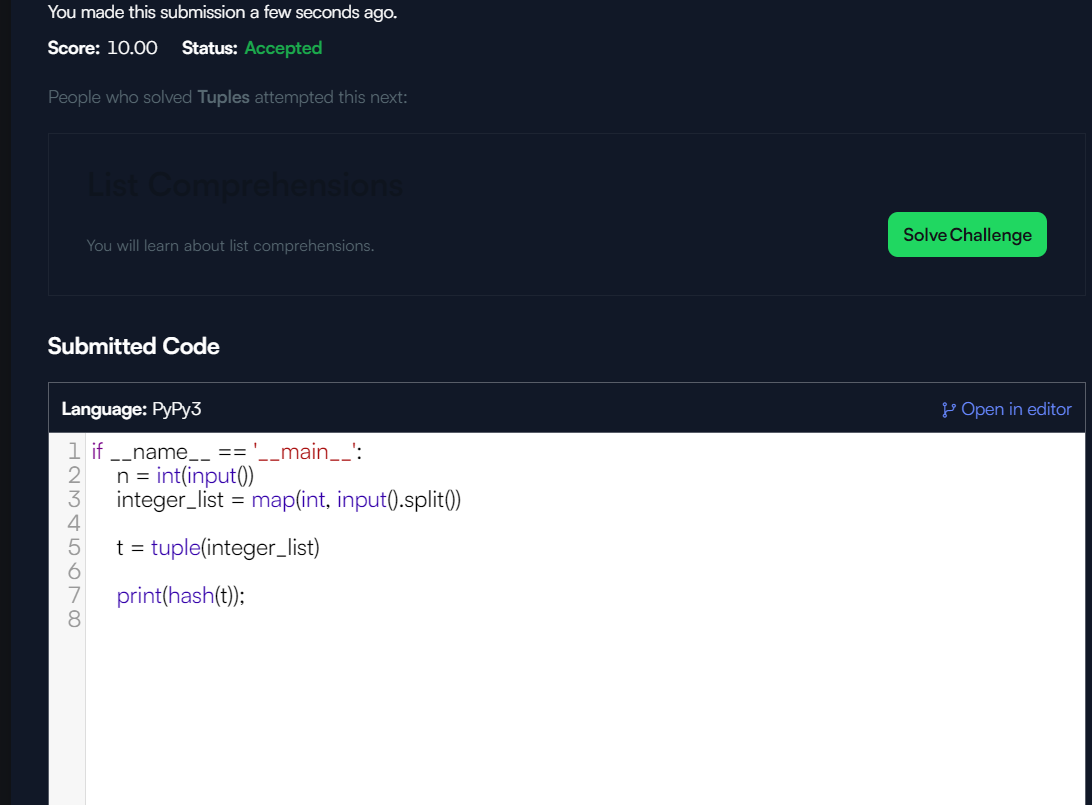 You made this submission a few seconds ago.
Score: 10.00 Status: Accepted
People who solved Tuples attempted this next:
List Comprehensions
You will learn about list comprehensions.
Solve Challenge
Submitted Code
Language: PyPy3 Open in editor
1 if __name__ == '__main__':
2     n = int(input())
3     integer_list = map(int, input().split())
4
5     t = tuple(integer_list)
6
7     print(hash(t));
8